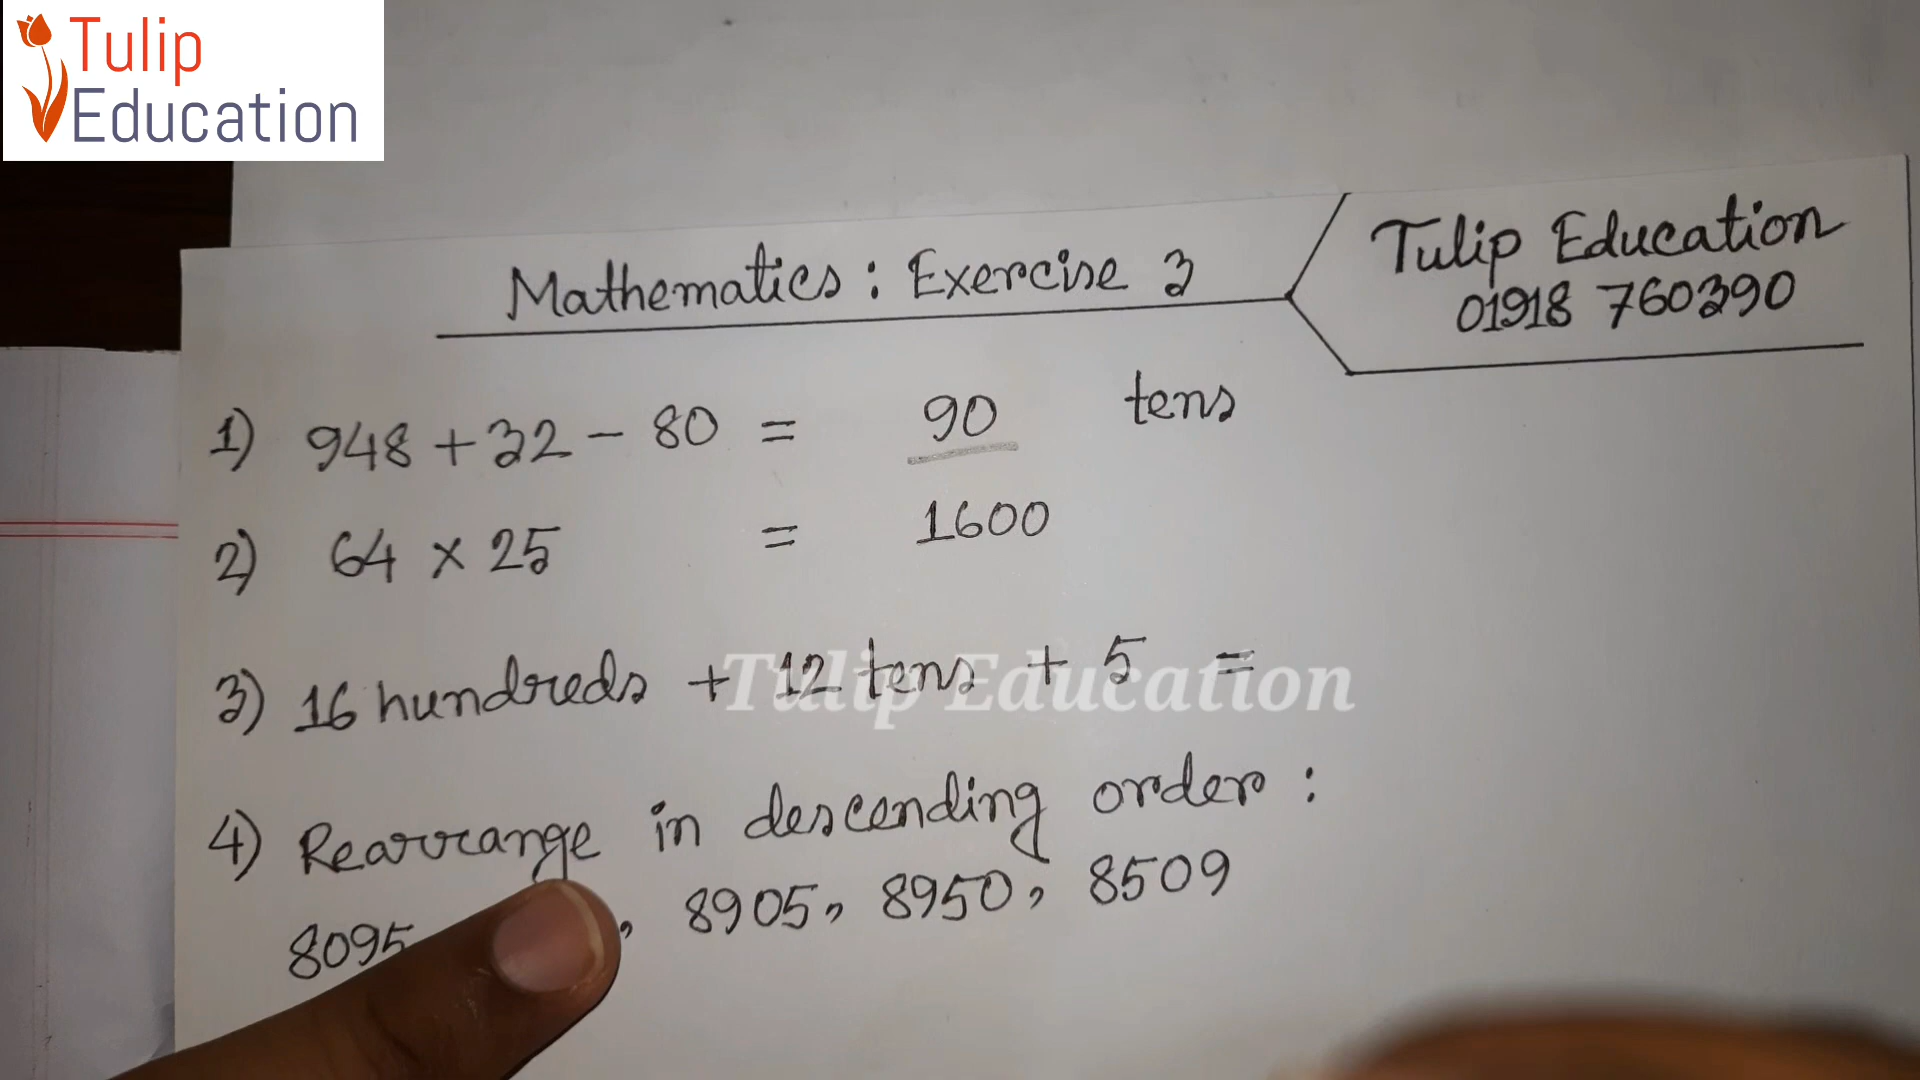 Tulip
Education
Mathematics : Exercise 3
Tulip Education
01918 760390
1) 948 + 32 - 80 = 90 tens
2) 64 × 25 = 1600
3) 16 hundreds + 12 tens + 5 =
Tulip Education
4) Rearrange in descending order :
8095 , 8905, 8950, 8509